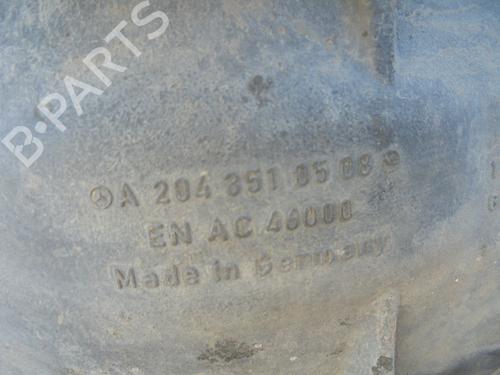 B-PARTS
A 204 351 05 08
EN AC 46000
Made in Germany